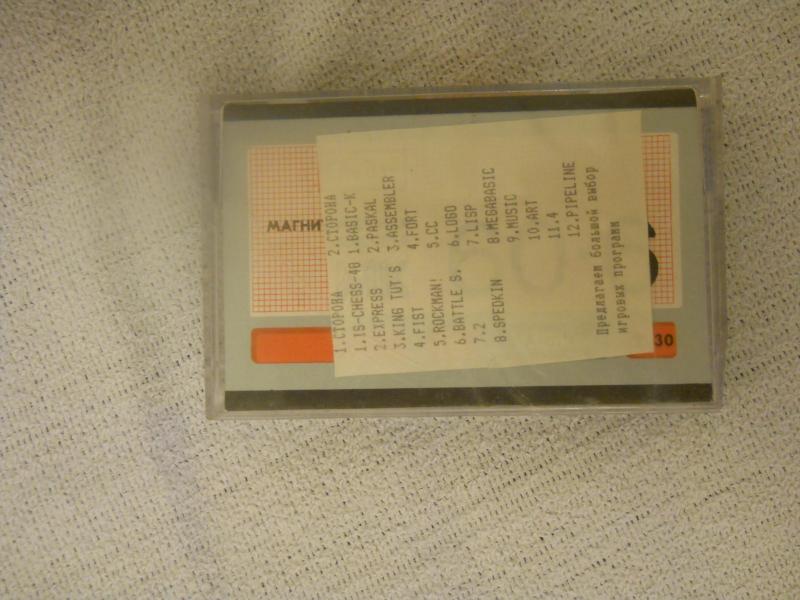 МАГНИ
1.СТОРОНА 2.СТОРОНА
1.IS-CHESS-40 1.BASIC-K
2.EXPRESS 2.PASKAL
3.KING TUT'S 3.ASSEMBLER
4.FIST 4.FORT
5.ROCKMAN! 5.CC
6.BATTLE S. 6.LOGO
7.2 7.LISP
8.SPEDKIN 8.MEGABASIC
9.MUSIC
10.ART
11.4
12.PIPELINE
Предлагаем большой выбор
игровых программ
30